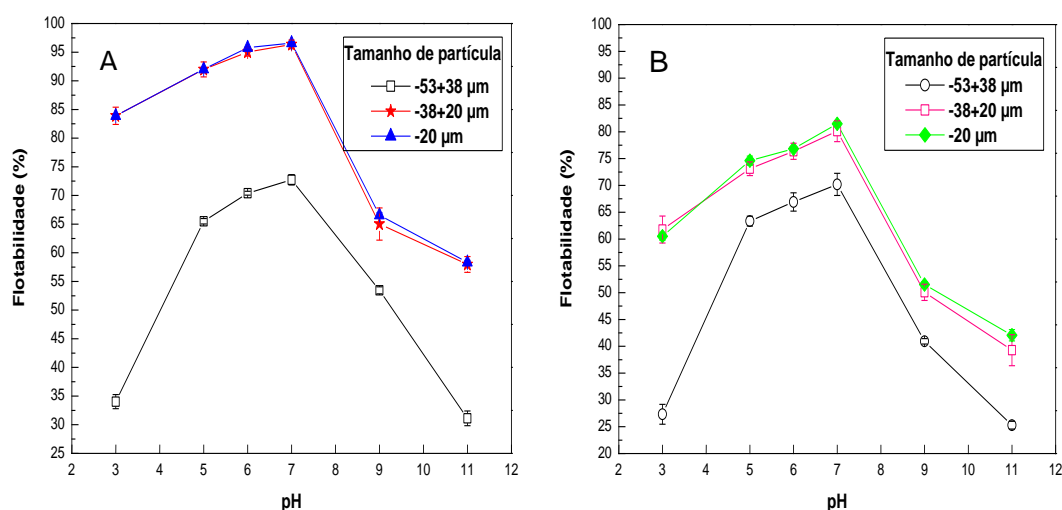 A
Tamanho de partícula
-53+38 µm
-38+20 µm
-20 µm
100
95
90
85
80
75
70
65
60
55
50
45
40
35
30
25
Flotabilidade (%)
2 3 4 5 6 7 8 9 10 11 12
pH
B
Tamanho de partícula
-53+38 µm
-38+20 µm
-20 µm
100
95
90
85
80
75
70
65
60
55
50
45
40
35
30
25
20
Flotabilidade (%)
2 3 4 5 6 7 8 9 10 11 12
pH